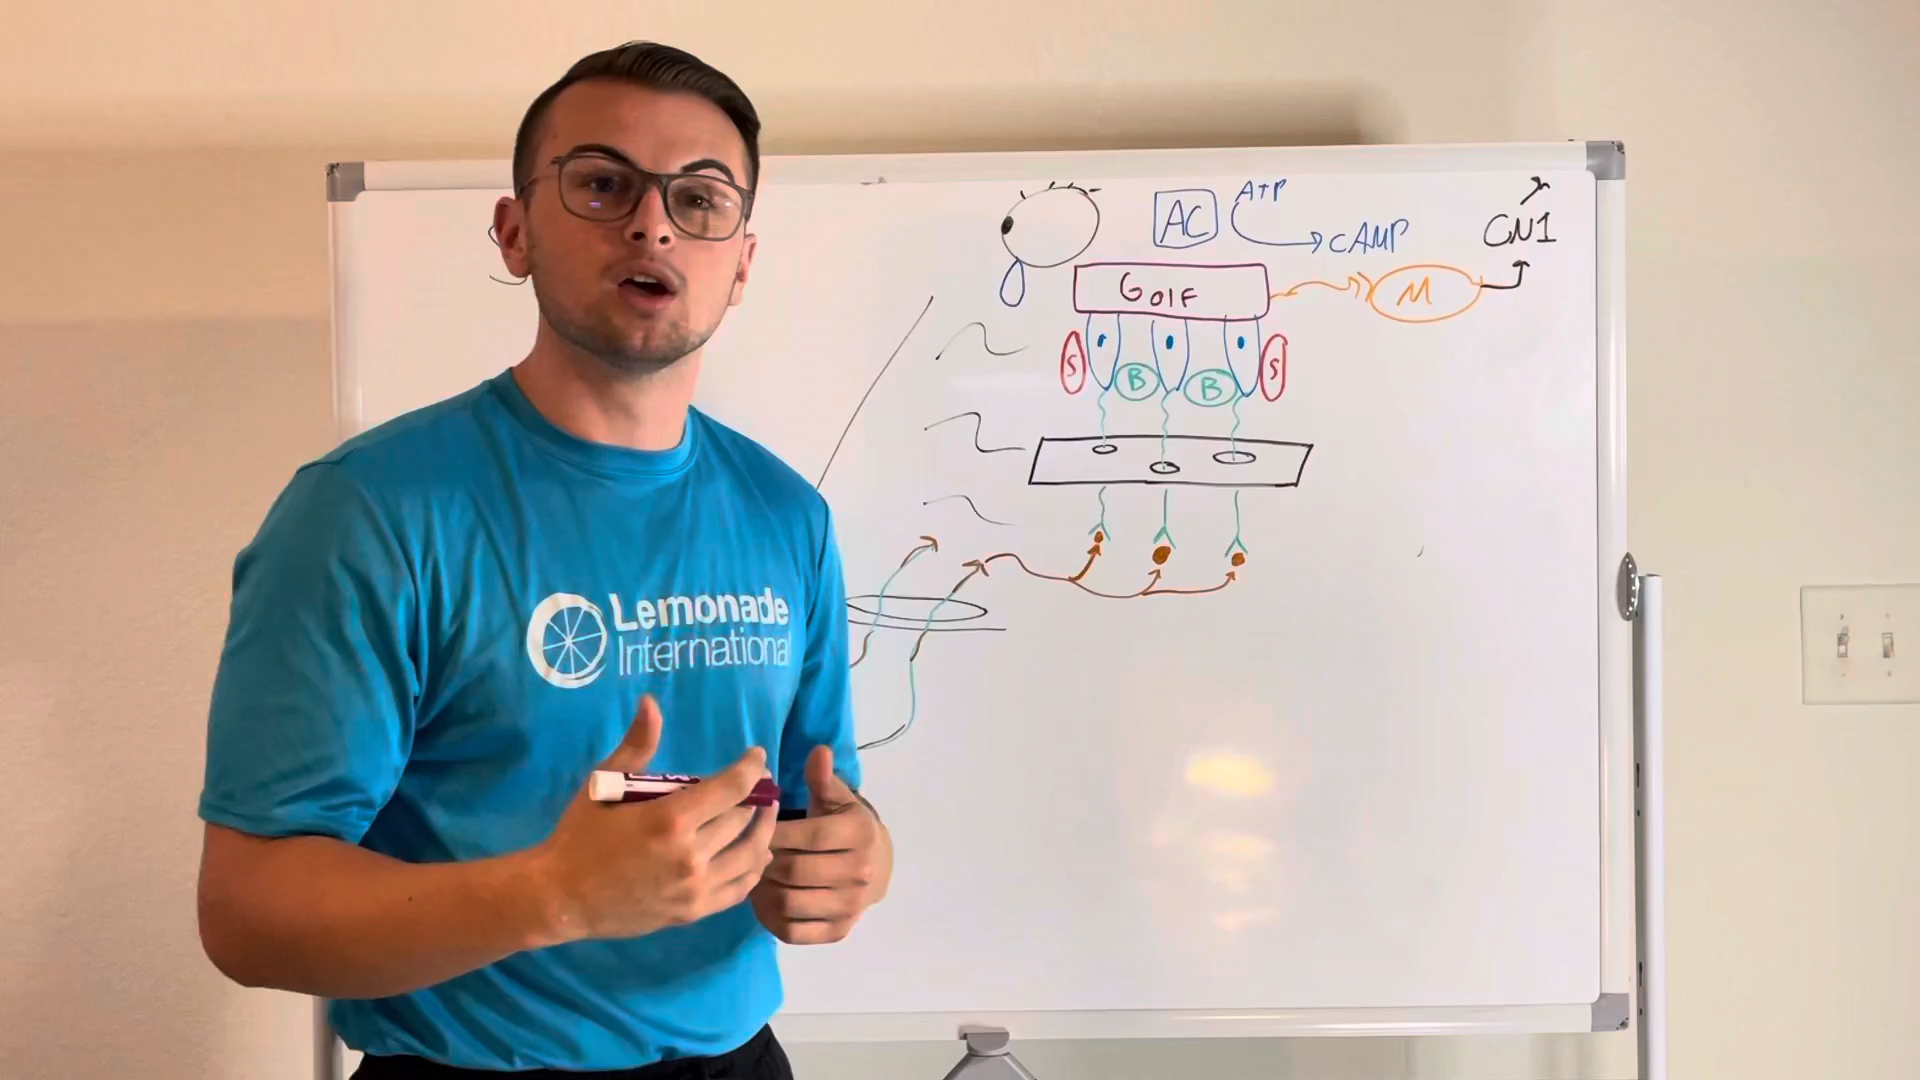 ATP
AC
cAMP
CN1
GOlF
M
S
B
B
S
Lemonade
International